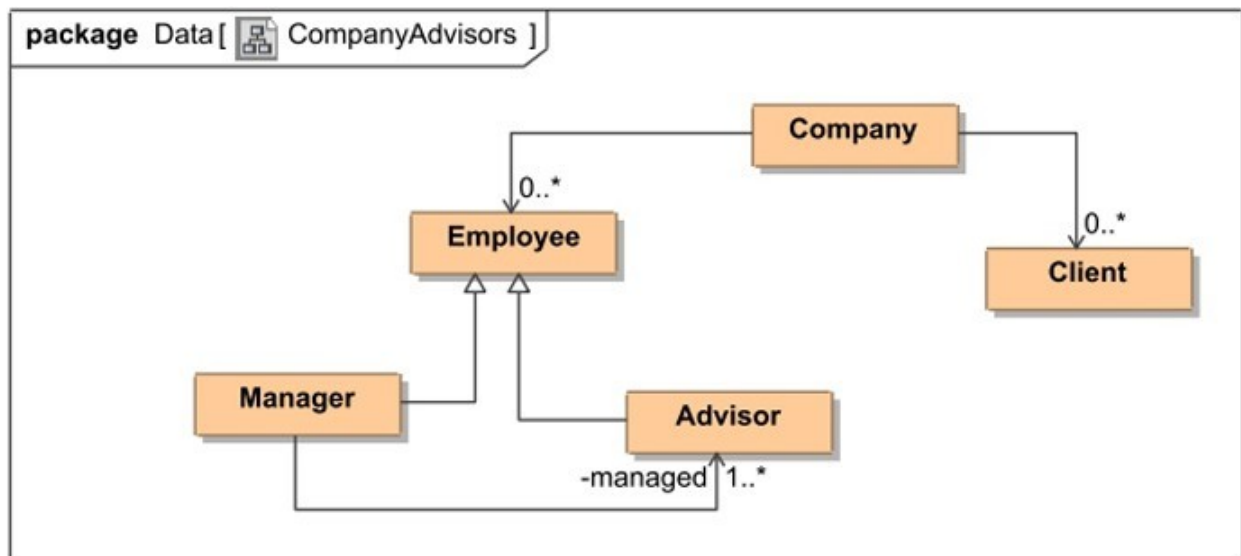 package Data[ CompanyAdvisors ]
Company
0..*
Employee
0..*
Client
Manager
Advisor
-managed 1..*